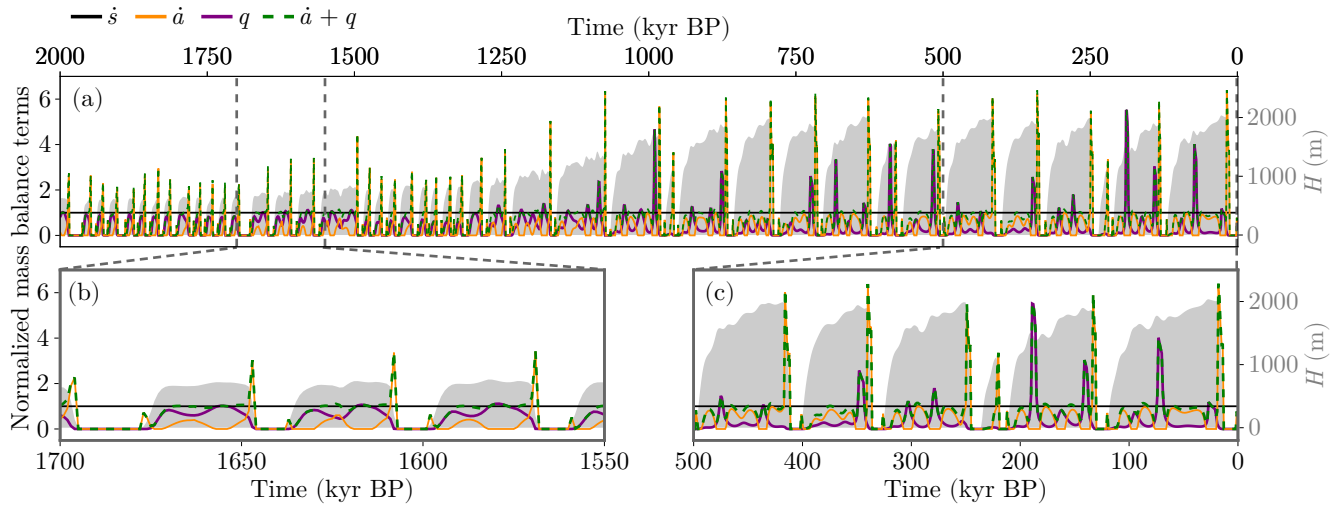 ṡ ȧ q ȧ + q
Time (kyr BP)
2000 1750 1500 1250 1000 750 500 250 0
(a)
Normalized mass balance terms
6
4
2
0
2000
1000
0
H (m)
(b)
6
4
2
0
1700 1650 1600 1550
Time (kyr BP)
(c)
2000
1000
0
H (m)
500 400 300 200 100 0
Time (kyr BP)